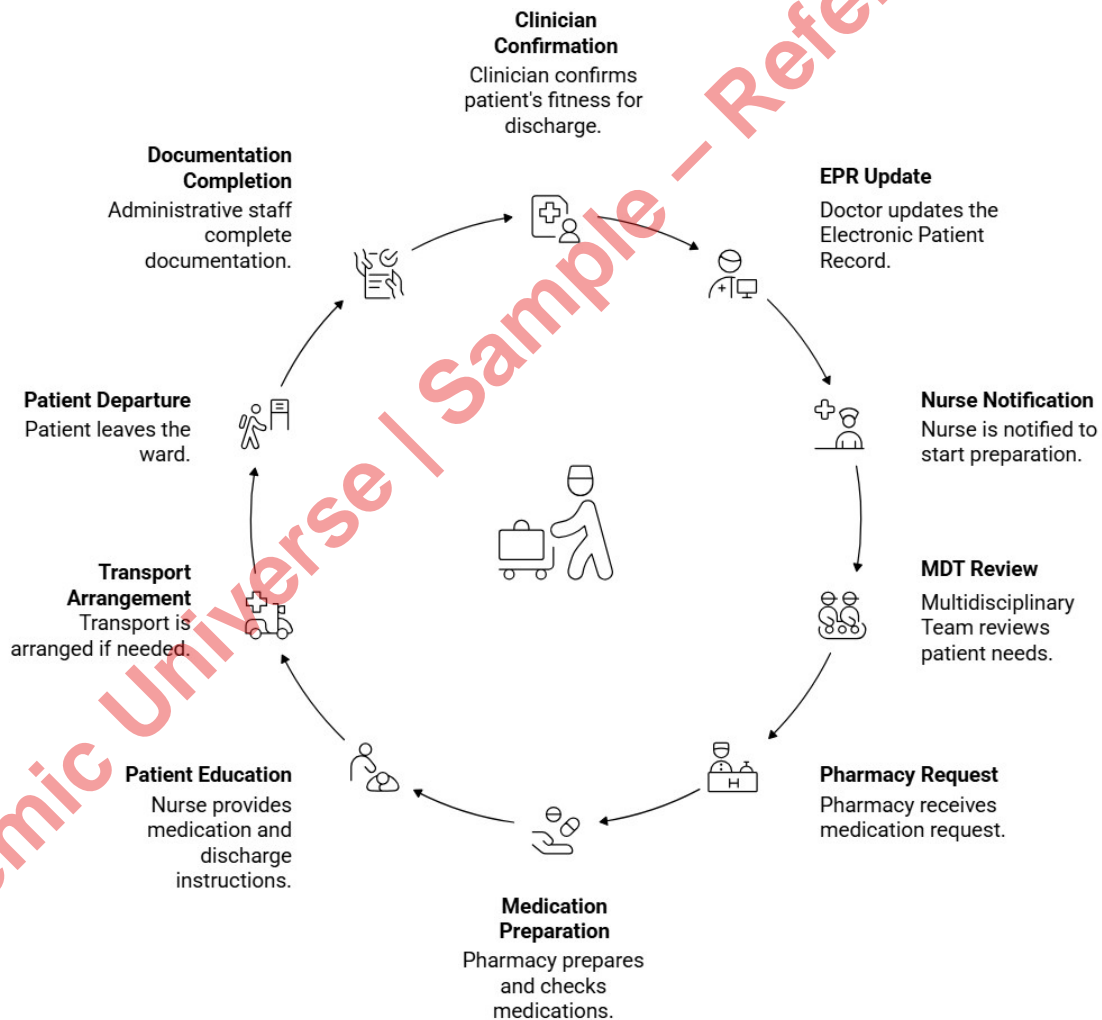 Clinician
Confirmation
Clinician confirms
patient's fitness for
discharge.
EPR Update
Doctor updates the
Electronic Patient
Record.
Nurse Notification
Nurse is notified to
start preparation.
MDT Review
Multidisciplinary
Team reviews
patient needs.
Pharmacy Request
Pharmacy receives
medication request.
Medication
Preparation
Pharmacy prepares
and checks
medications.
Patient Education
Nurse provides
medication and
discharge
instructions.
Transport
Arrangement
Transport is
arranged if needed.
Patient Departure
Patient leaves the
ward.
Documentation
Completion
Administrative staff
complete
documentation.
H
emic Universe | Sample – Refe